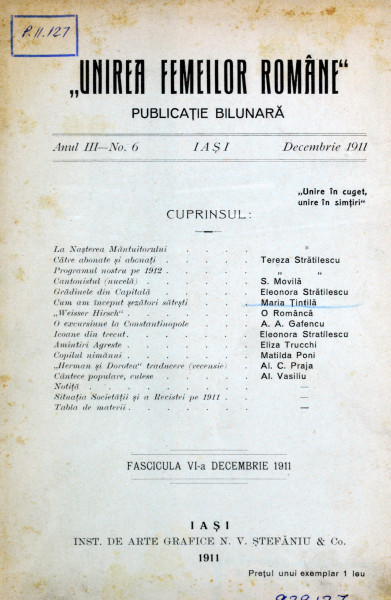 P.II.127
„UNIREA FEMEILOR ROMÂNE“
PUBLICAȚIE BILUNARĂ
Anul III—No. 6 IAȘI Decembrie 1911
„Unire în cuget,
unire în simțiri“
CUPRINSUL:
La Nașterea Mântuitorului . . . . . „
Câtre abonate și abonați . . . . . Tereza Strătilescu
Programul nostru pe 1912 . . . . . „ „
Cantonistul (nuvelă) . . . . . S. Movilă
Grădinele din Capitală . . . . . Eleonora Strătilescu
Cum am început șezători sătești . . . . . Maria Țințilă
„Weisser Hirsch“ . . . . . O Româncă
O excursiune la Constantinopole . . . . . A. A. Gafencu
Icoane din trecut . . . . . Eleonora Stratilescu
Amintiri Agreste . . . . . Eliza Trucchi
Copilul nimănui . . . . . Matilda Poni
„Herman și Dorotea“ traducere (recensie) . . Al. C. Praja
Cântece populare, culese . . . . . Al. Vasiliu
Notiță . . . . . —
Situația Societății și a Revistei pe 1911 . . . —
Tabla de materii . . . . . —
FASCICULA VI-a DECEMBRIE 1911
IAȘI
INST. DE ARTE GRAFICE N. V. ȘTEFĂNIU & Co.
1911
Prețul unui exemplar 1 leu